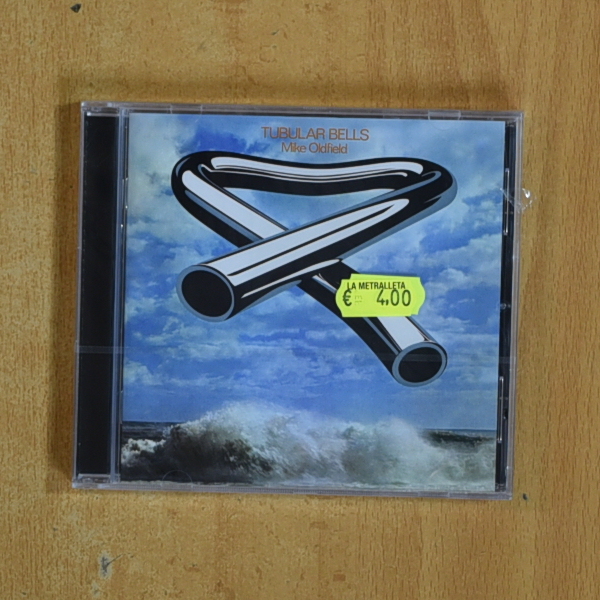 TUBULAR BELLS
Mike Oldfield
LA METRALLETA
€ 4,00